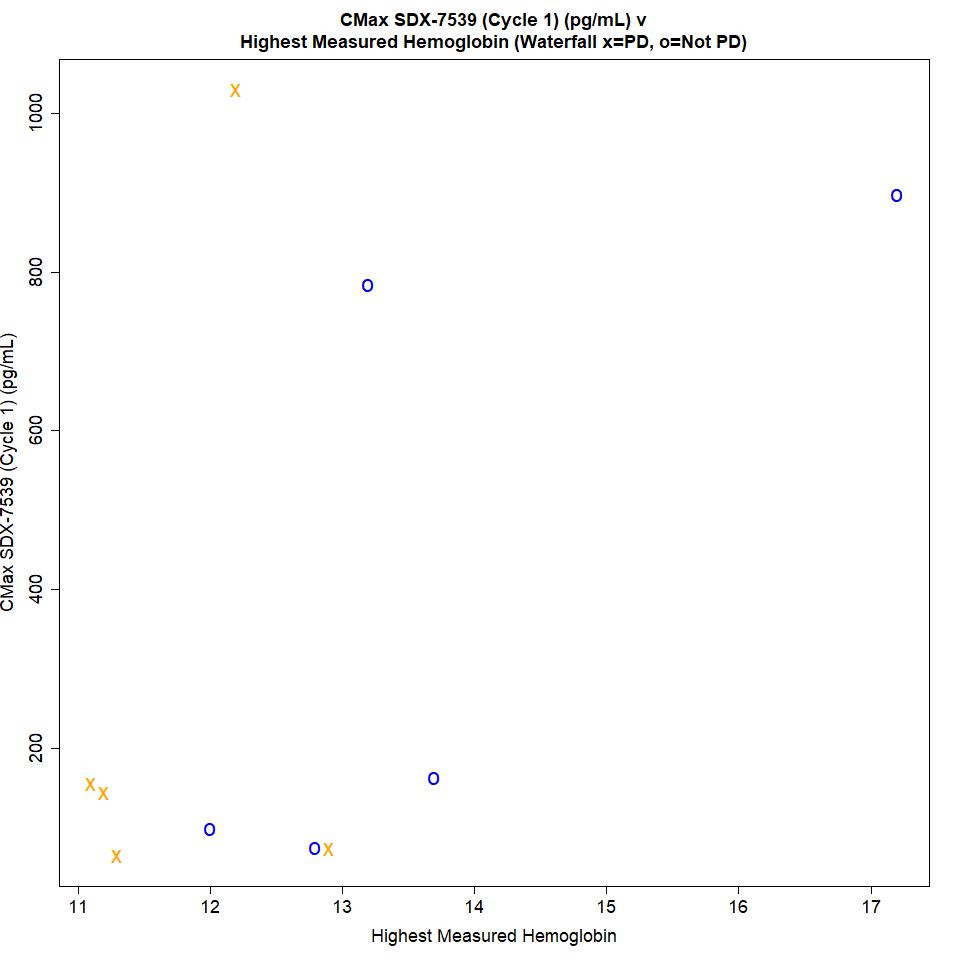 CMax SDX-7539 (Cycle 1) (pg/mL) v
Highest Measured Hemoglobin (Waterfall x=PD, o=Not PD)
CMax SDX-7539 (Cycle 1) (pg/mL)
1000
800
600
400
200
x
o
o
x
x
o
o
o
x
x
11
12
13
14
15
16
17
Highest Measured Hemoglobin